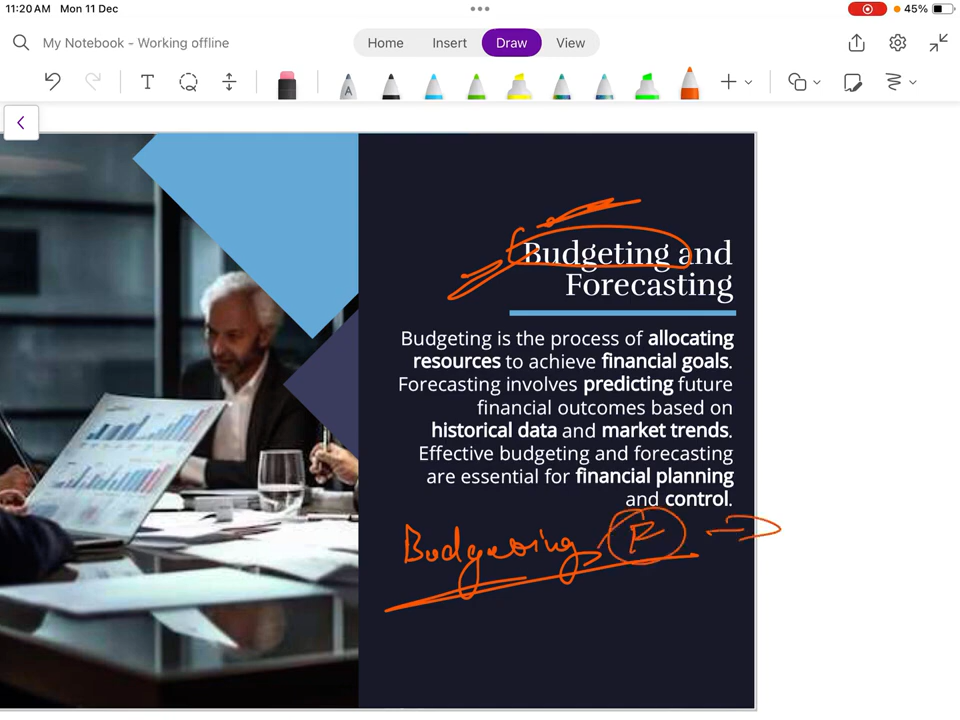 11:20 AM Mon 11 Dec
45%
My Notebook - Working offline
Home Insert Draw View
T
A
Budgeting and
Forecasting
Budgeting is the process of allocating
resources to achieve financial goals.
Forecasting involves predicting future
financial outcomes based on
historical data and market trends.
Effective budgeting and forecasting
are essential for financial planning
and control.
Budgesing F